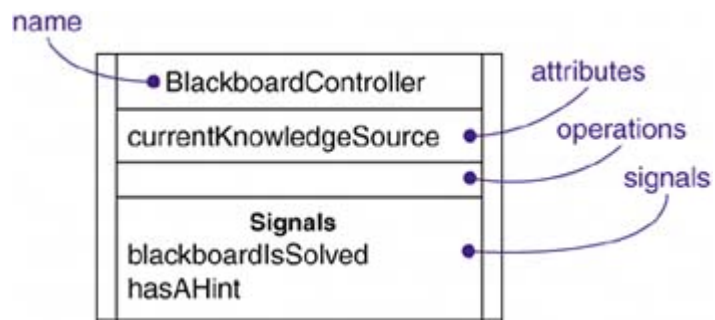 name
BlackboardController
attributes
currentKnowledgeSource
operations
signals
Signals
blackboardIsSolved
hasAHint